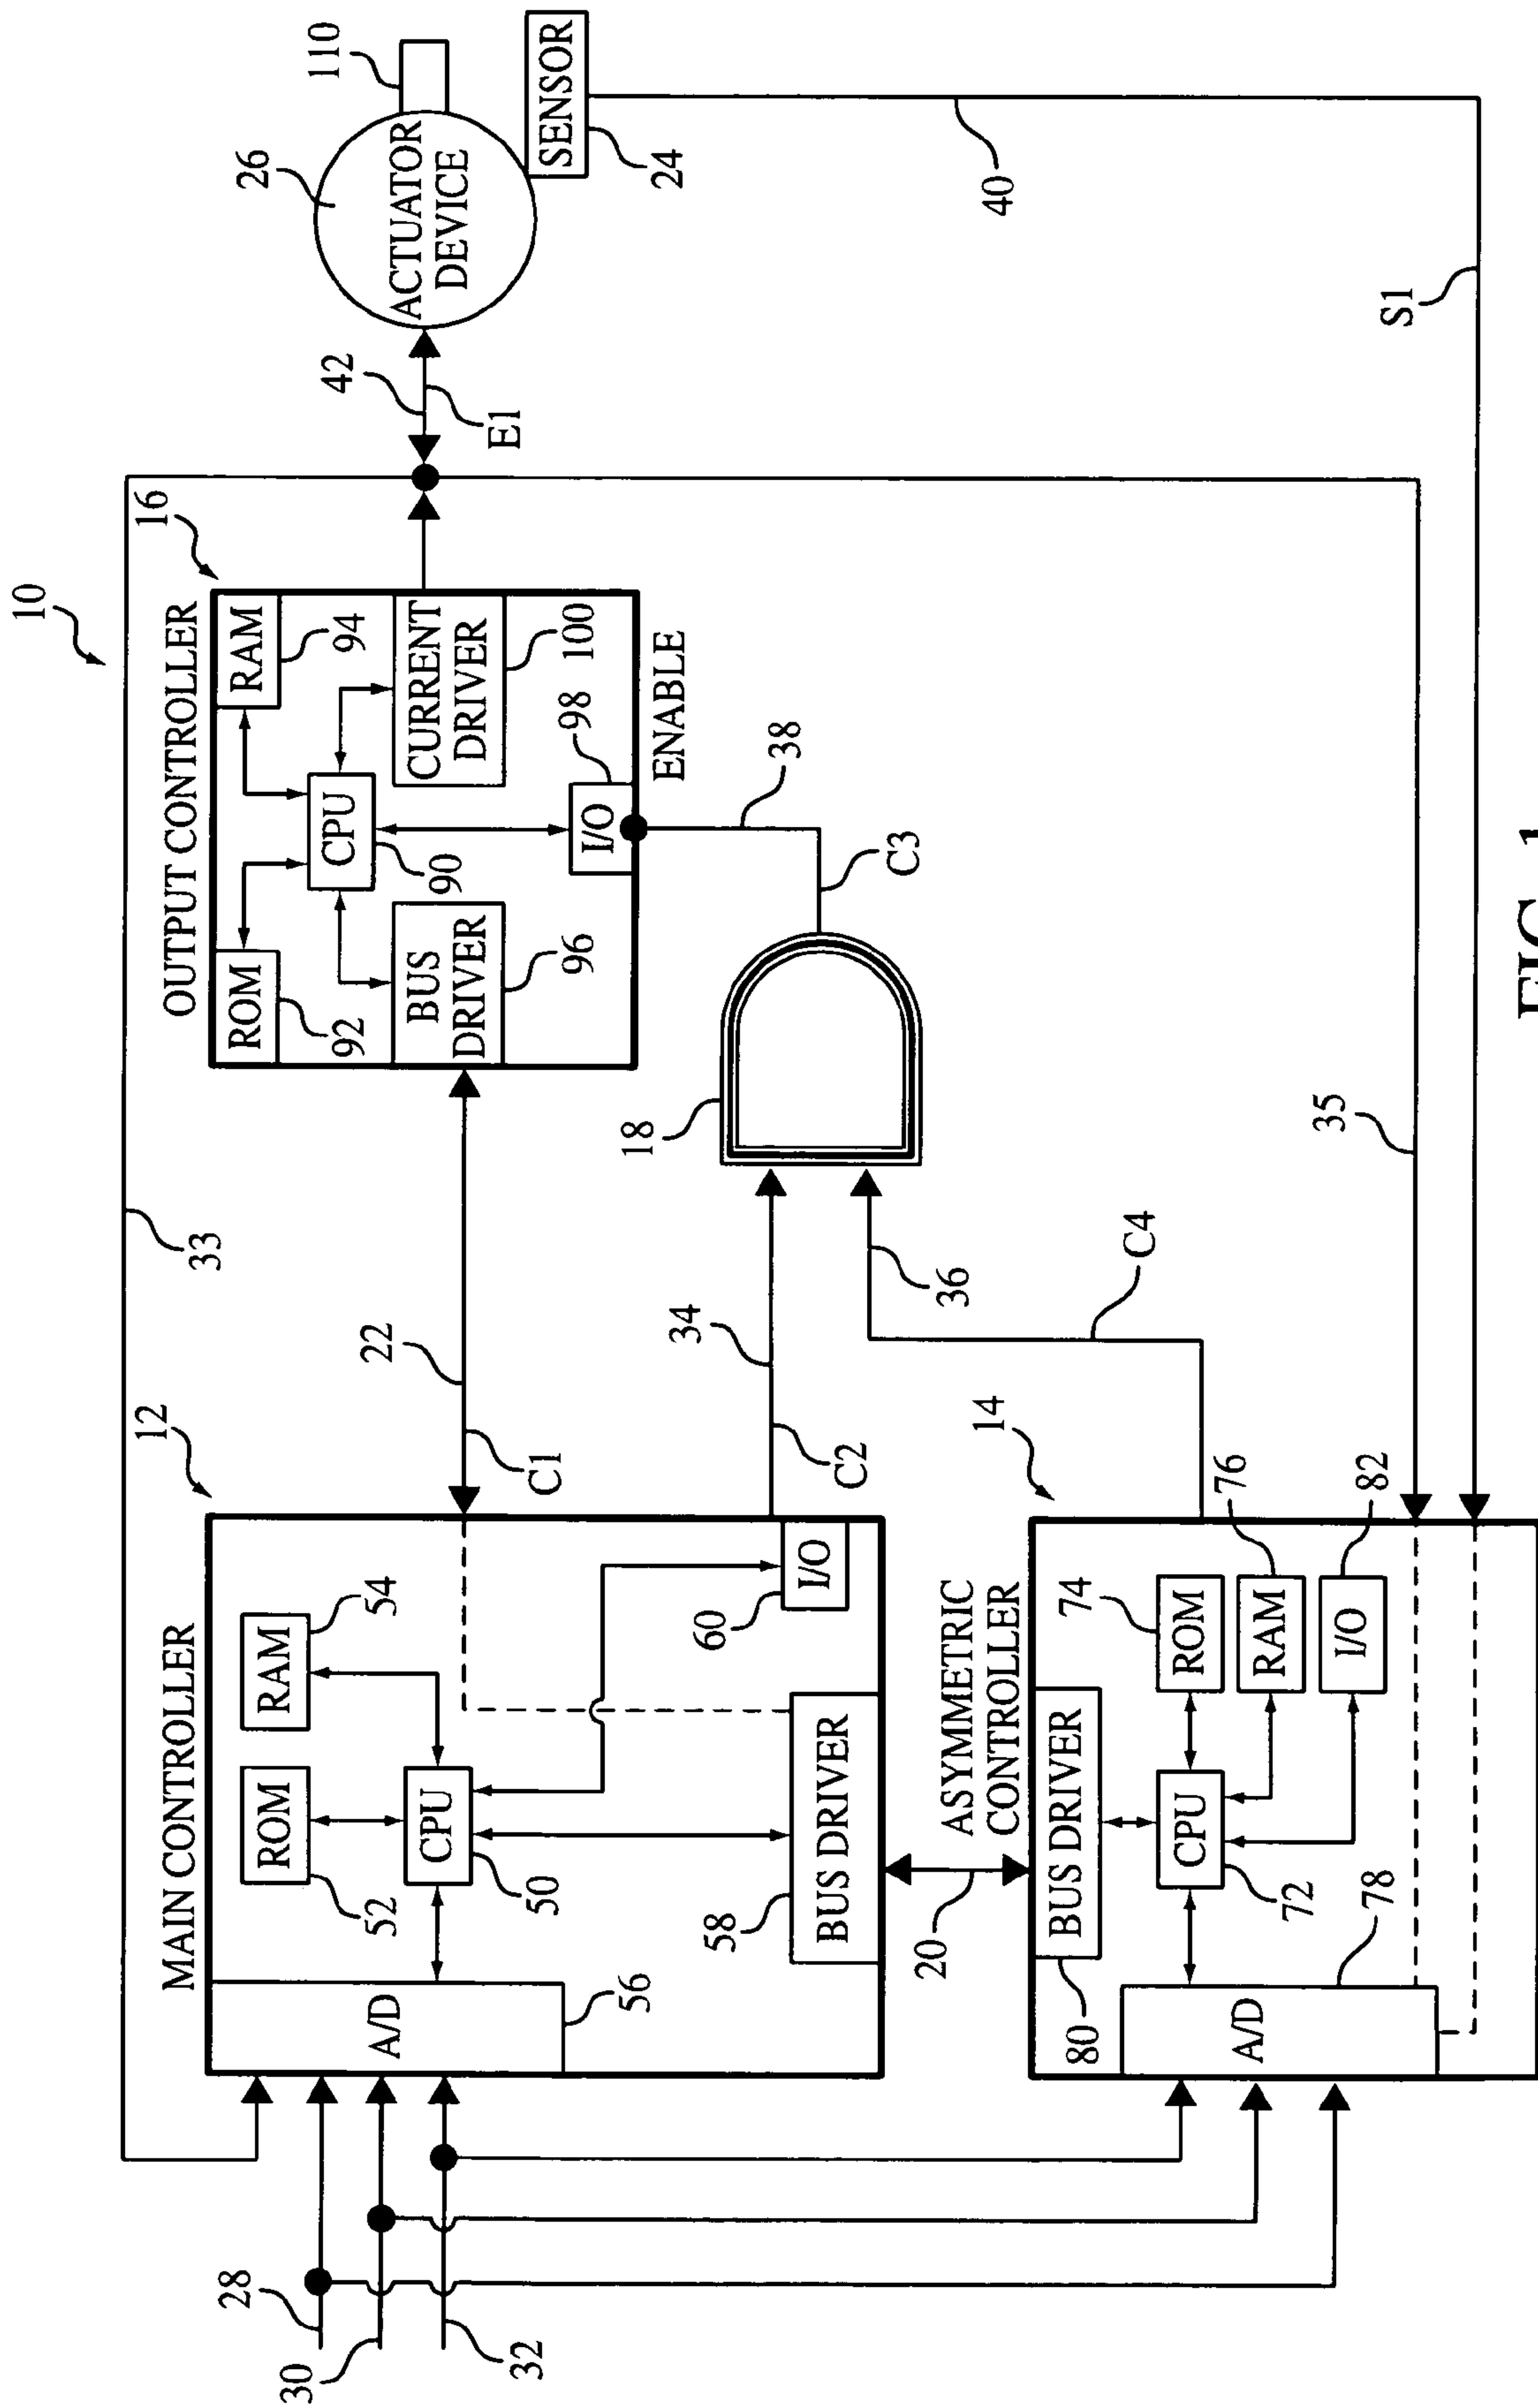 10
33
MAIN CONTROLLER
12
ROM
52
RAM
54
A/D
56
CPU
50
BUS DRIVER
58
I/O
60
28
30
32
22
C1
34
C2
OUTPUT CONTROLLER
16
ROM
92
RAM
94
CPU
90
BUS
DRIVER
96
CURRENT
DRIVER
100
I/O
98
ENABLE
38
C3
18
36
C4
42
E1
26
ACTUATOR
DEVICE
110
SENSOR
24
40
20
ASYMMETRIC
CONTROLLER
14
BUS DRIVER
80
CPU
72
ROM
74
RAM
76
I/O
82
A/D
78
35
S1
FIG.1